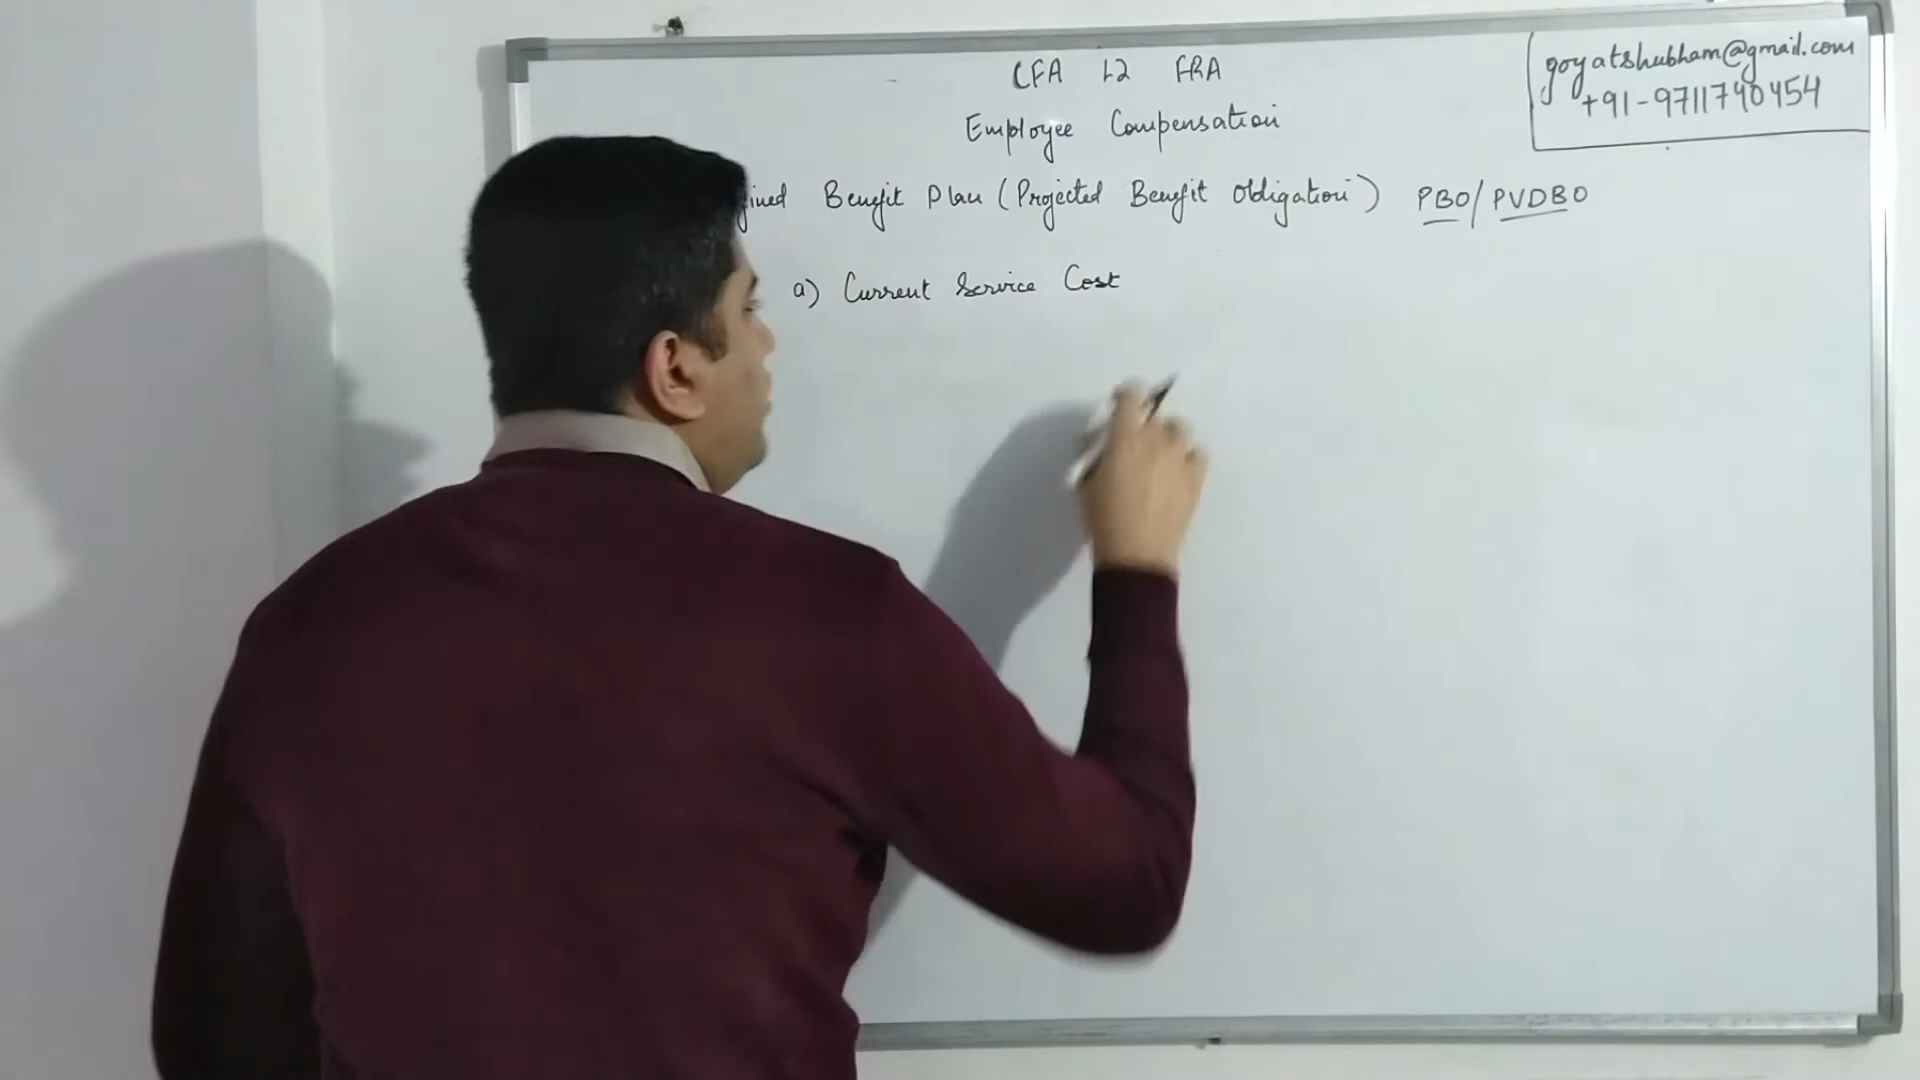 CFA L2 FRA
goyatshubham@gmail.com
+91-9711740454
Employee Compensation
Benefit Plan (Projected Benefit Obligation) PBO/PVDBO
a) Current Service Cost